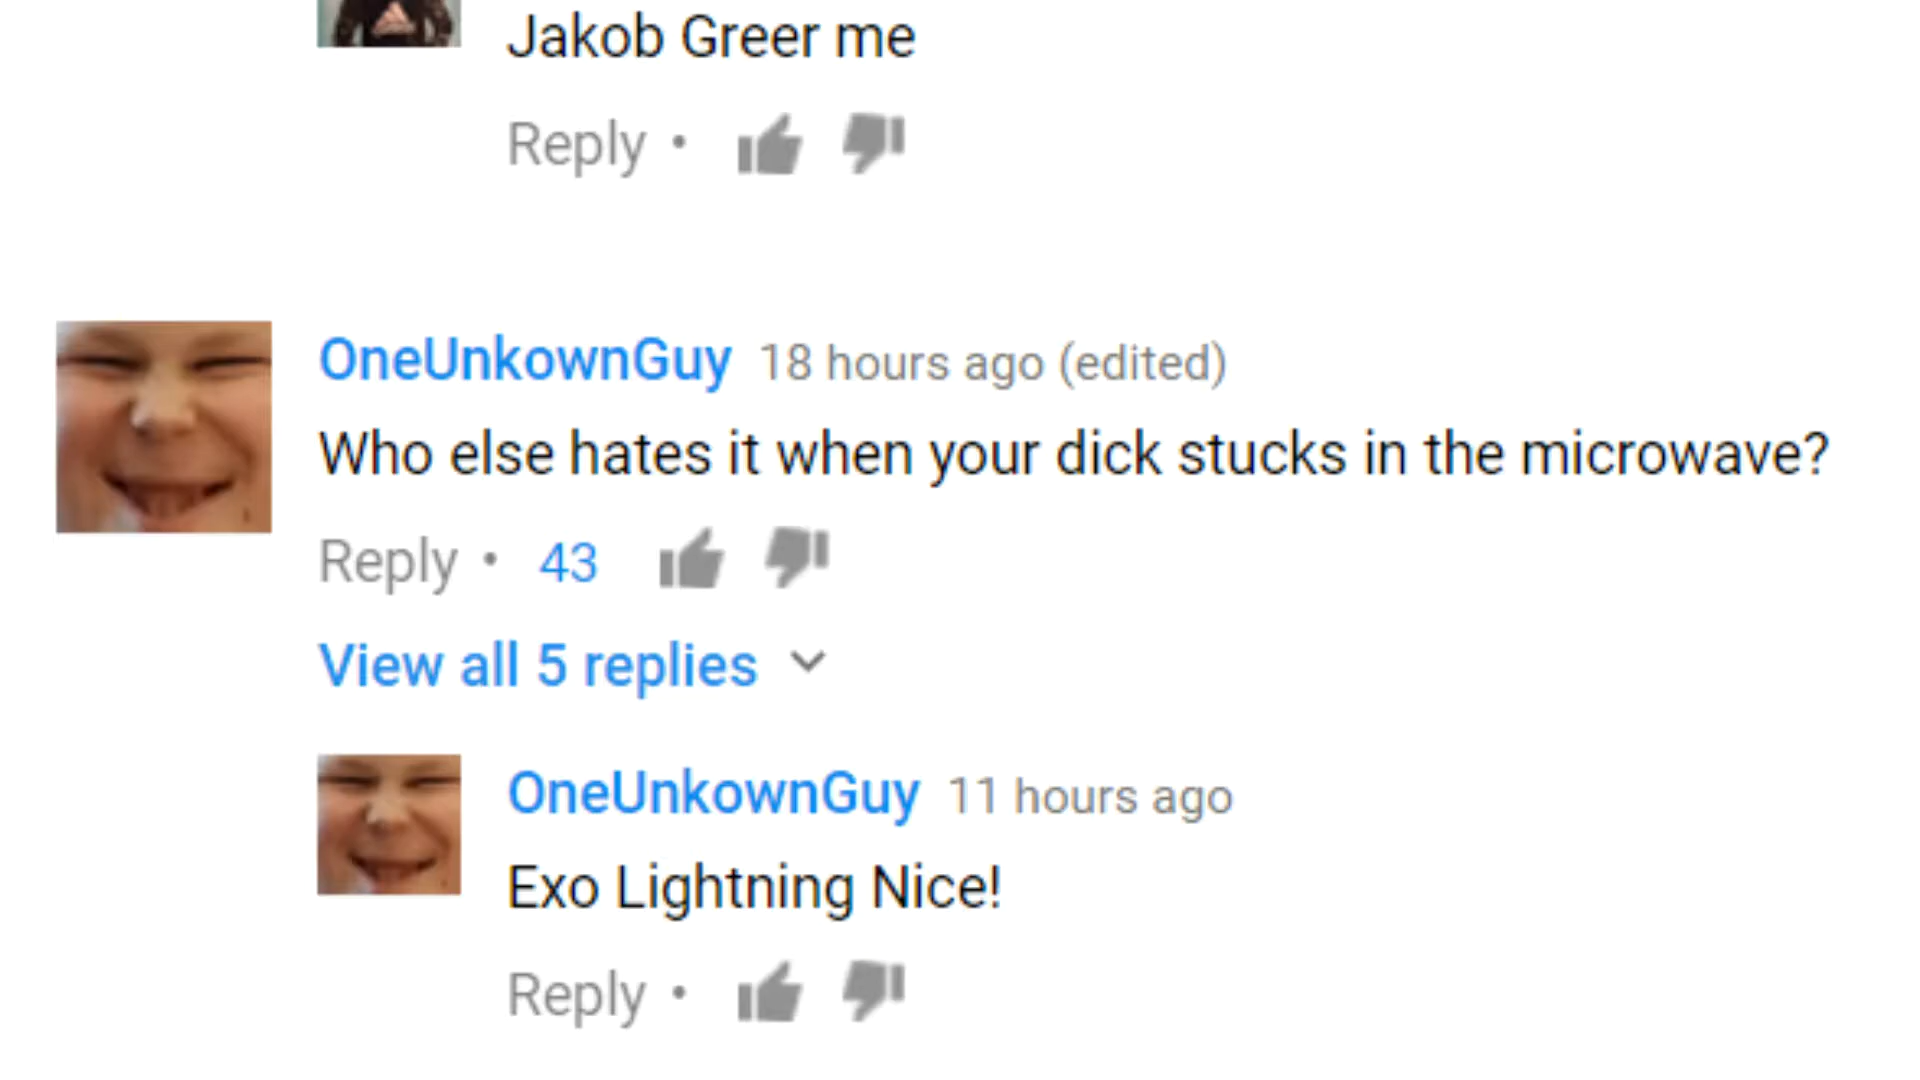 Jakob Greer me
Reply •
OneUnkownGuy 18 hours ago (edited)
Who else hates it when your dick stucks in the microwave?
Reply • 43
View all 5 replies
OneUnkownGuy 11 hours ago
Exo Lightning Nice!
Reply •